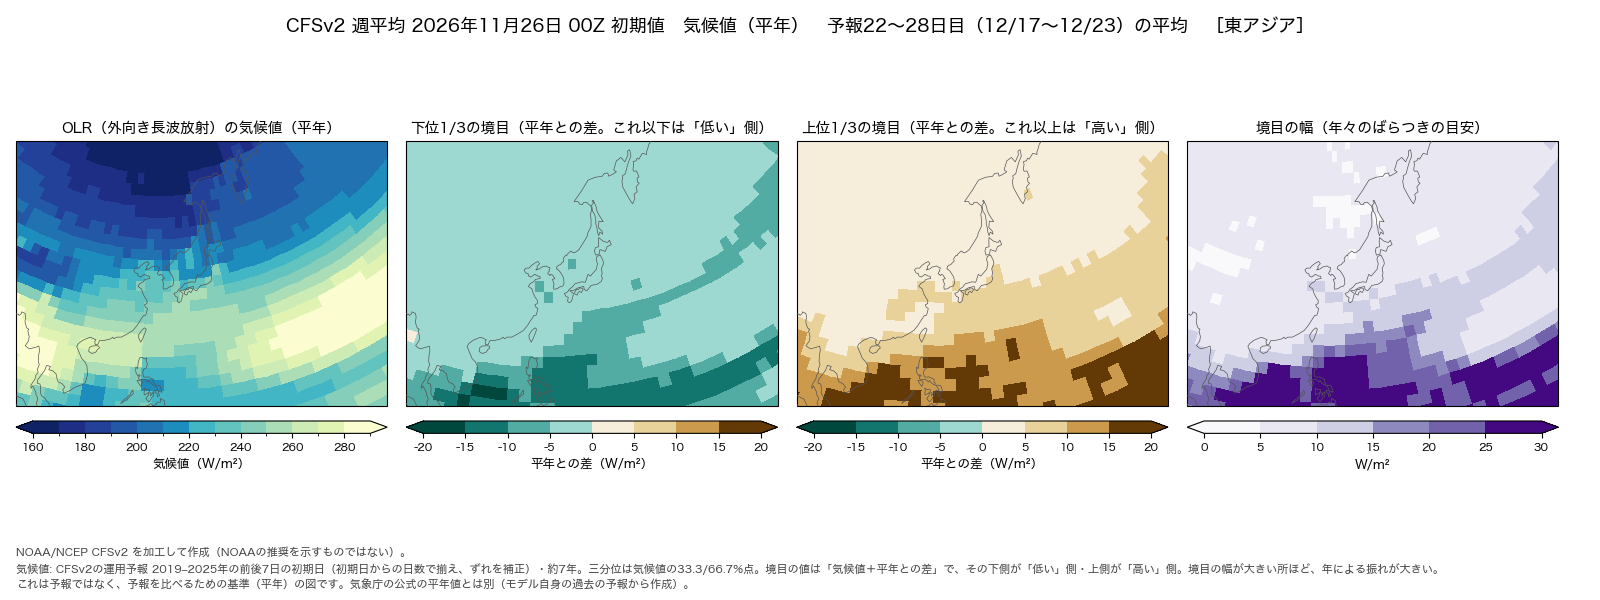 CFSv2 週平均 2026年11月26日 00Z 初期値　気候値（平年）　予報22〜28日目（12/17〜12/23）の平均　［東アジア］
OLR（外向き長波放射）の気候値（平年）
下位1/3の境目（平年との差。これ以下は「低い」側）
上位1/3の境目（平年との差。これ以上は「高い」側）
境目の幅（年々のばらつきの目安）
160 180 200 220 240 260 280
-20 -15 -10 -5 0 5 10 15 20
-20 -15 -10 -5 0 5 10 15 20
0 5 10 15 20 25 30
気候値（W/m²）
平年との差（W/m²）
平年との差（W/m²）
W/m²
NOAA/NCEP CFSv2 を加工して作成（NOAAの推奨を示すものではない）。
気候値: CFSv2の運用予報 2019–2025年の前後7日の初期日（初期日からの日数で揃え、ずれを補正）・約7年。三分位は気候値の33.3/66.7%点。境目の値は「気候値＋平年との差」で、その下側が「低い」側・上側が「高い」側。境目の幅が大きい所ほど、年による振れが大きい。
これは予報ではなく、予報を比べるための基準（平年）の図です。気象庁の公式の平年値とは別（モデル自身の過去の予報から作成）。